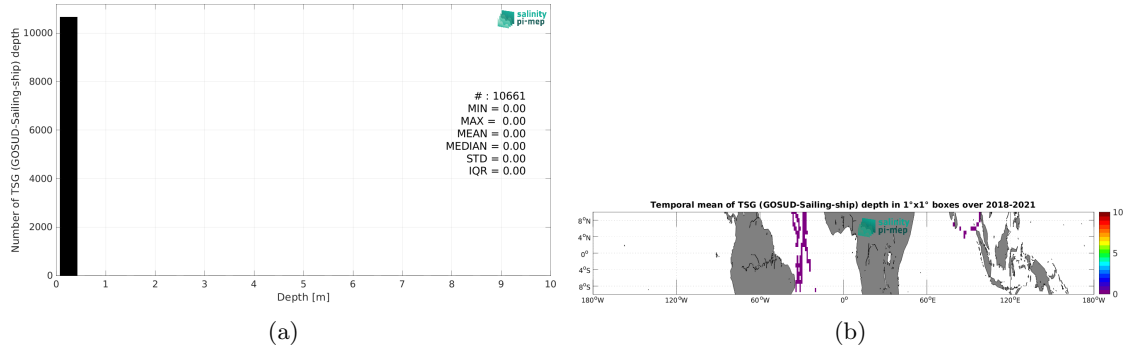 salinity
pi-mep
10000
8000
6000
4000
2000
0
Number of TSG (GOSUD-Sailing-ship) depth
# : 10661
MIN = 0.00
MAX = 0.00
MEAN = 0.00
MEDIAN = 0.00
STD = 0.00
IQR = 0.00
0 1 2 3 4 5 6 7 8 9 10
Depth [m]
(a)
Temporal mean of TSG (GOSUD-Sailing-ship) depth in 1°x1° boxes over 2018-2021
salinity
pi-mep
8°N
4°N
0°
4°S
8°S
180°W 120°W 60°W 0° 60°E 120°E 180°W
10
5
0
(b)